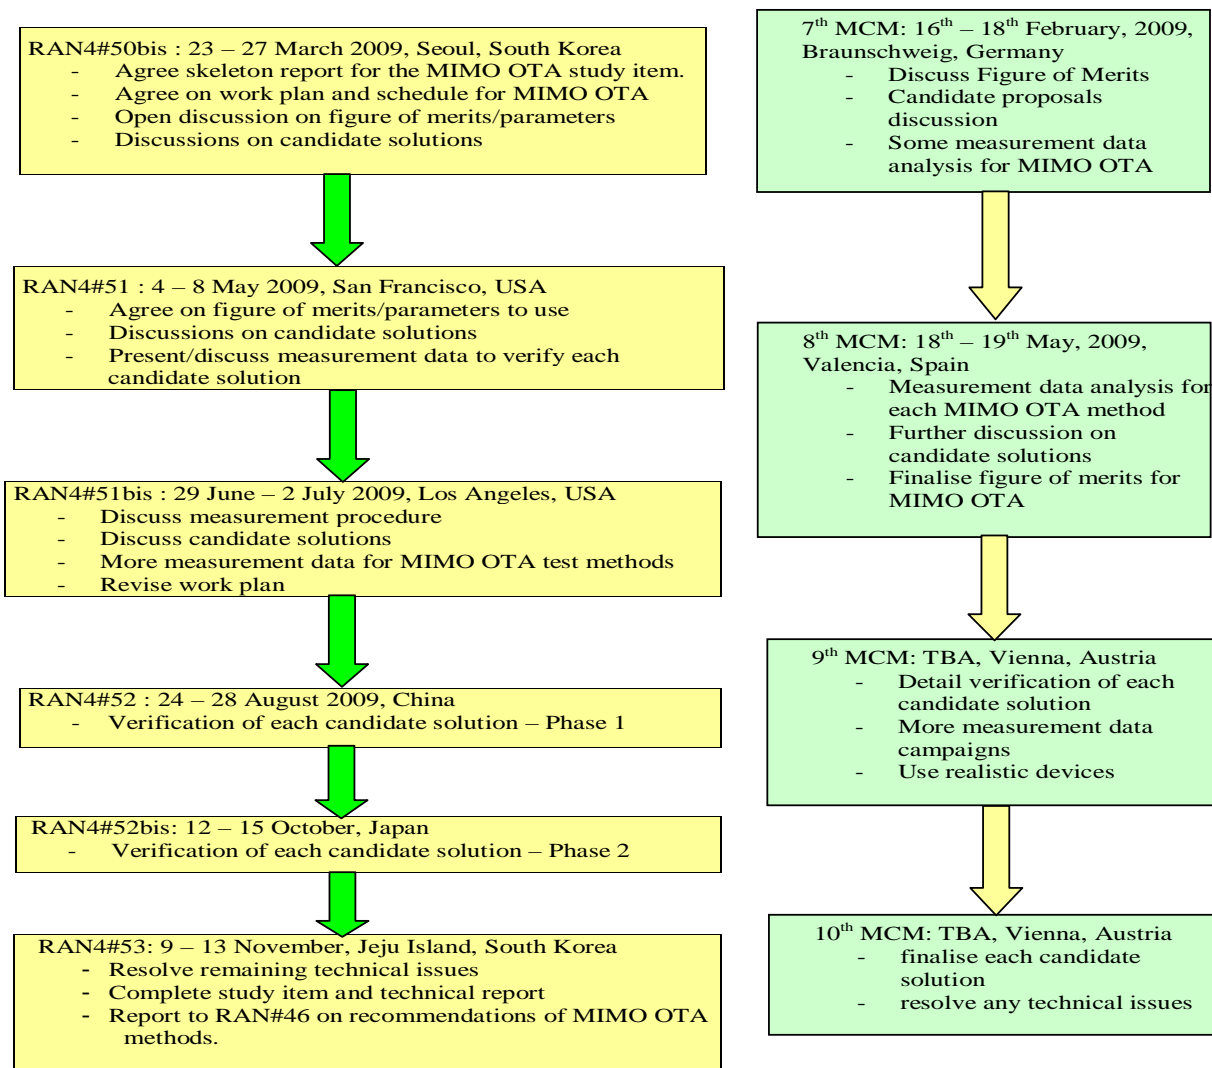 RAN4#50bis : 23 – 27 March 2009, Seoul, South Korea
- Agree skeleton report for the MIMO OTA study item.
- Agree on work plan and schedule for MIMO OTA
- Open discussion on figure of merits/parameters
- Discussions on candidate solutions
RAN4#51 : 4 – 8 May 2009, San Francisco, USA
- Agree on figure of merits/parameters to use
- Discussions on candidate solutions
- Present/discuss measurement data to verify each
candidate solution
RAN4#51bis : 29 June – 2 July 2009, Los Angeles, USA
- Discuss measurement procedure
- Discuss candidate solutions
- More measurement data for MIMO OTA test methods
- Revise work plan
RAN4#52 : 24 – 28 August 2009, China
- Verification of each candidate solution – Phase 1
RAN4#52bis: 12 – 15 October, Japan
- Verification of each candidate solution – Phase 2
RAN4#53: 9 – 13 November, Jeju Island, South Korea
- Resolve remaining technical issues
- Complete study item and technical report
- Report to RAN#46 on recommendations of MIMO OTA
methods.
7th MCM: 16th – 18th February, 2009,
Braunschweig, Germany
- Discuss Figure of Merits
- Candidate proposals
discussion
- Some measurement data
analysis for MIMO OTA
8th MCM: 18th – 19th May, 2009,
Valencia, Spain
- Measurement data analysis for
each MIMO OTA method
- Further discussion on
candidate solutions
- Finalise figure of merits for
MIMO OTA
9th MCM: TBA, Vienna, Austria
- Detail verification of each
candidate solution
- More measurement data
campaigns
- Use realistic devices
10th MCM: TBA, Vienna, Austria
- finalise each candidate
solution
- resolve any technical issues